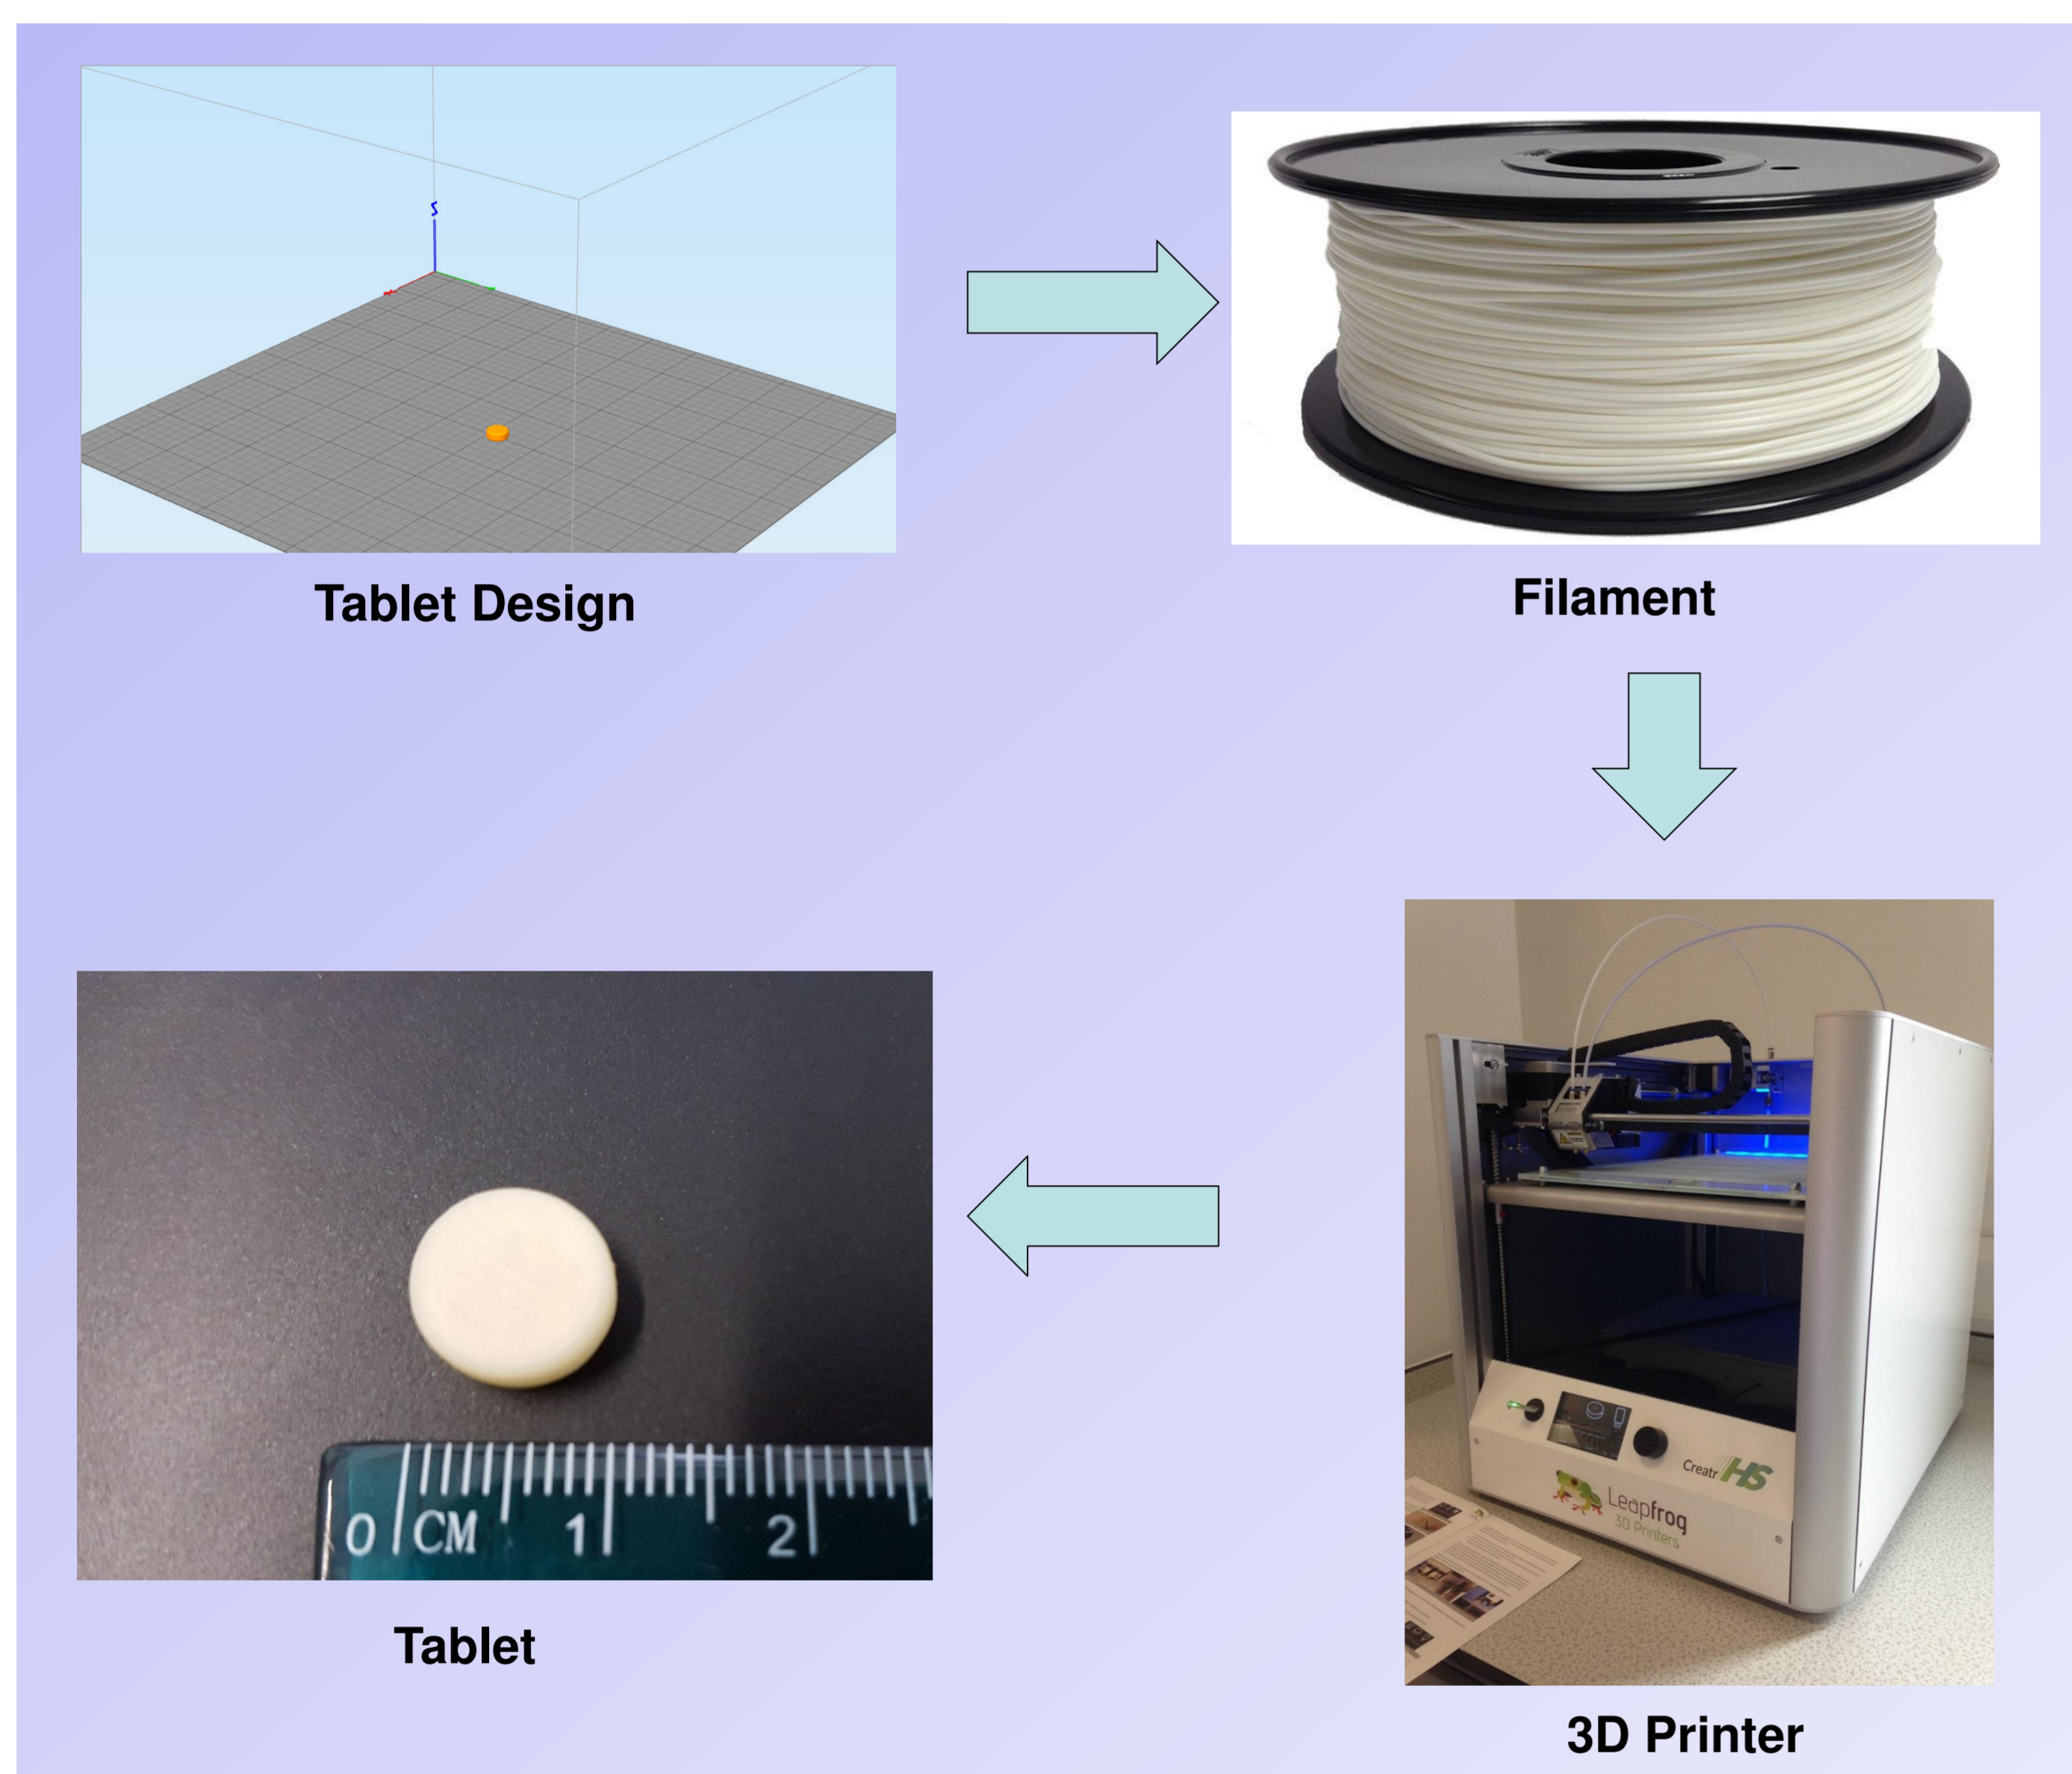 Tablet Design
Filament
0 CM 1 2
Tablet
Creatr HS
Leapfrog
3D Printers
3D Printer